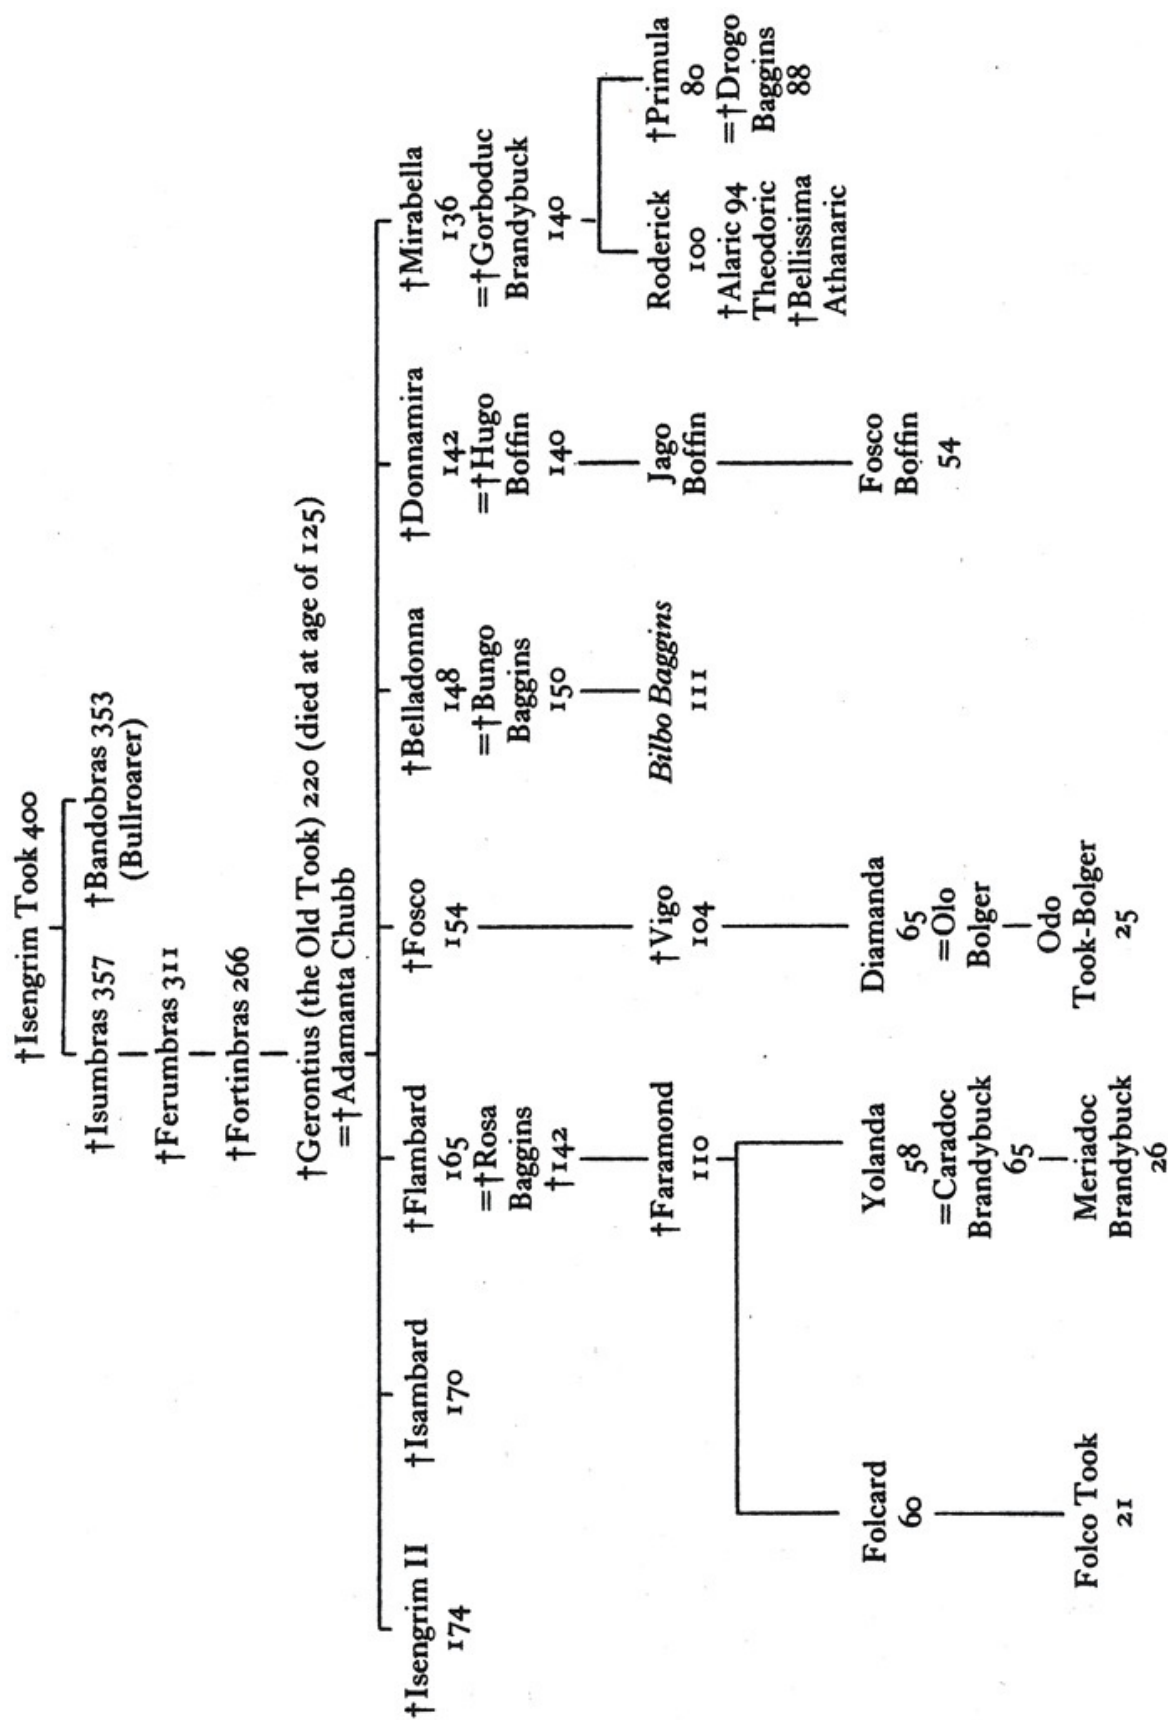 †Isengrim Took 400
†Isumbras 357
†Bandobras 353
(Bullroarer)
†Ferumbras 311
†Fortinbras 266
†Gerontius (the Old Took) 220 (died at age of 125)
=†Adamanta Chubb
†Isengrim II
174
†Isambard
170
†Flambard
165
=†Rosa
Baggins
†142
†Fosco
154
†Belladonna
148
=†Bungo
Baggins
150
†Donnamira
142
=†Hugo
Boffin
140
†Mirabella
136
=†Gorboduc
Brandybuck
140
†Faramond
110
†Vigo
104
Bilbo Baggins
111
Jago
Boffin
Roderick
100
†Alaric 94
Theodoric
†Bellissima
Athanaric
†Primula
80
=†Drogo
Baggins
88
Folcard
60
Yolanda
58
=Caradoc
Brandybuck
65
Diamanda
65
=Olo
Bolger
Fosco
Boffin
54
Folco Took
21
Meriadoc
Brandybuck
26
Odo
Took-Bolger
25